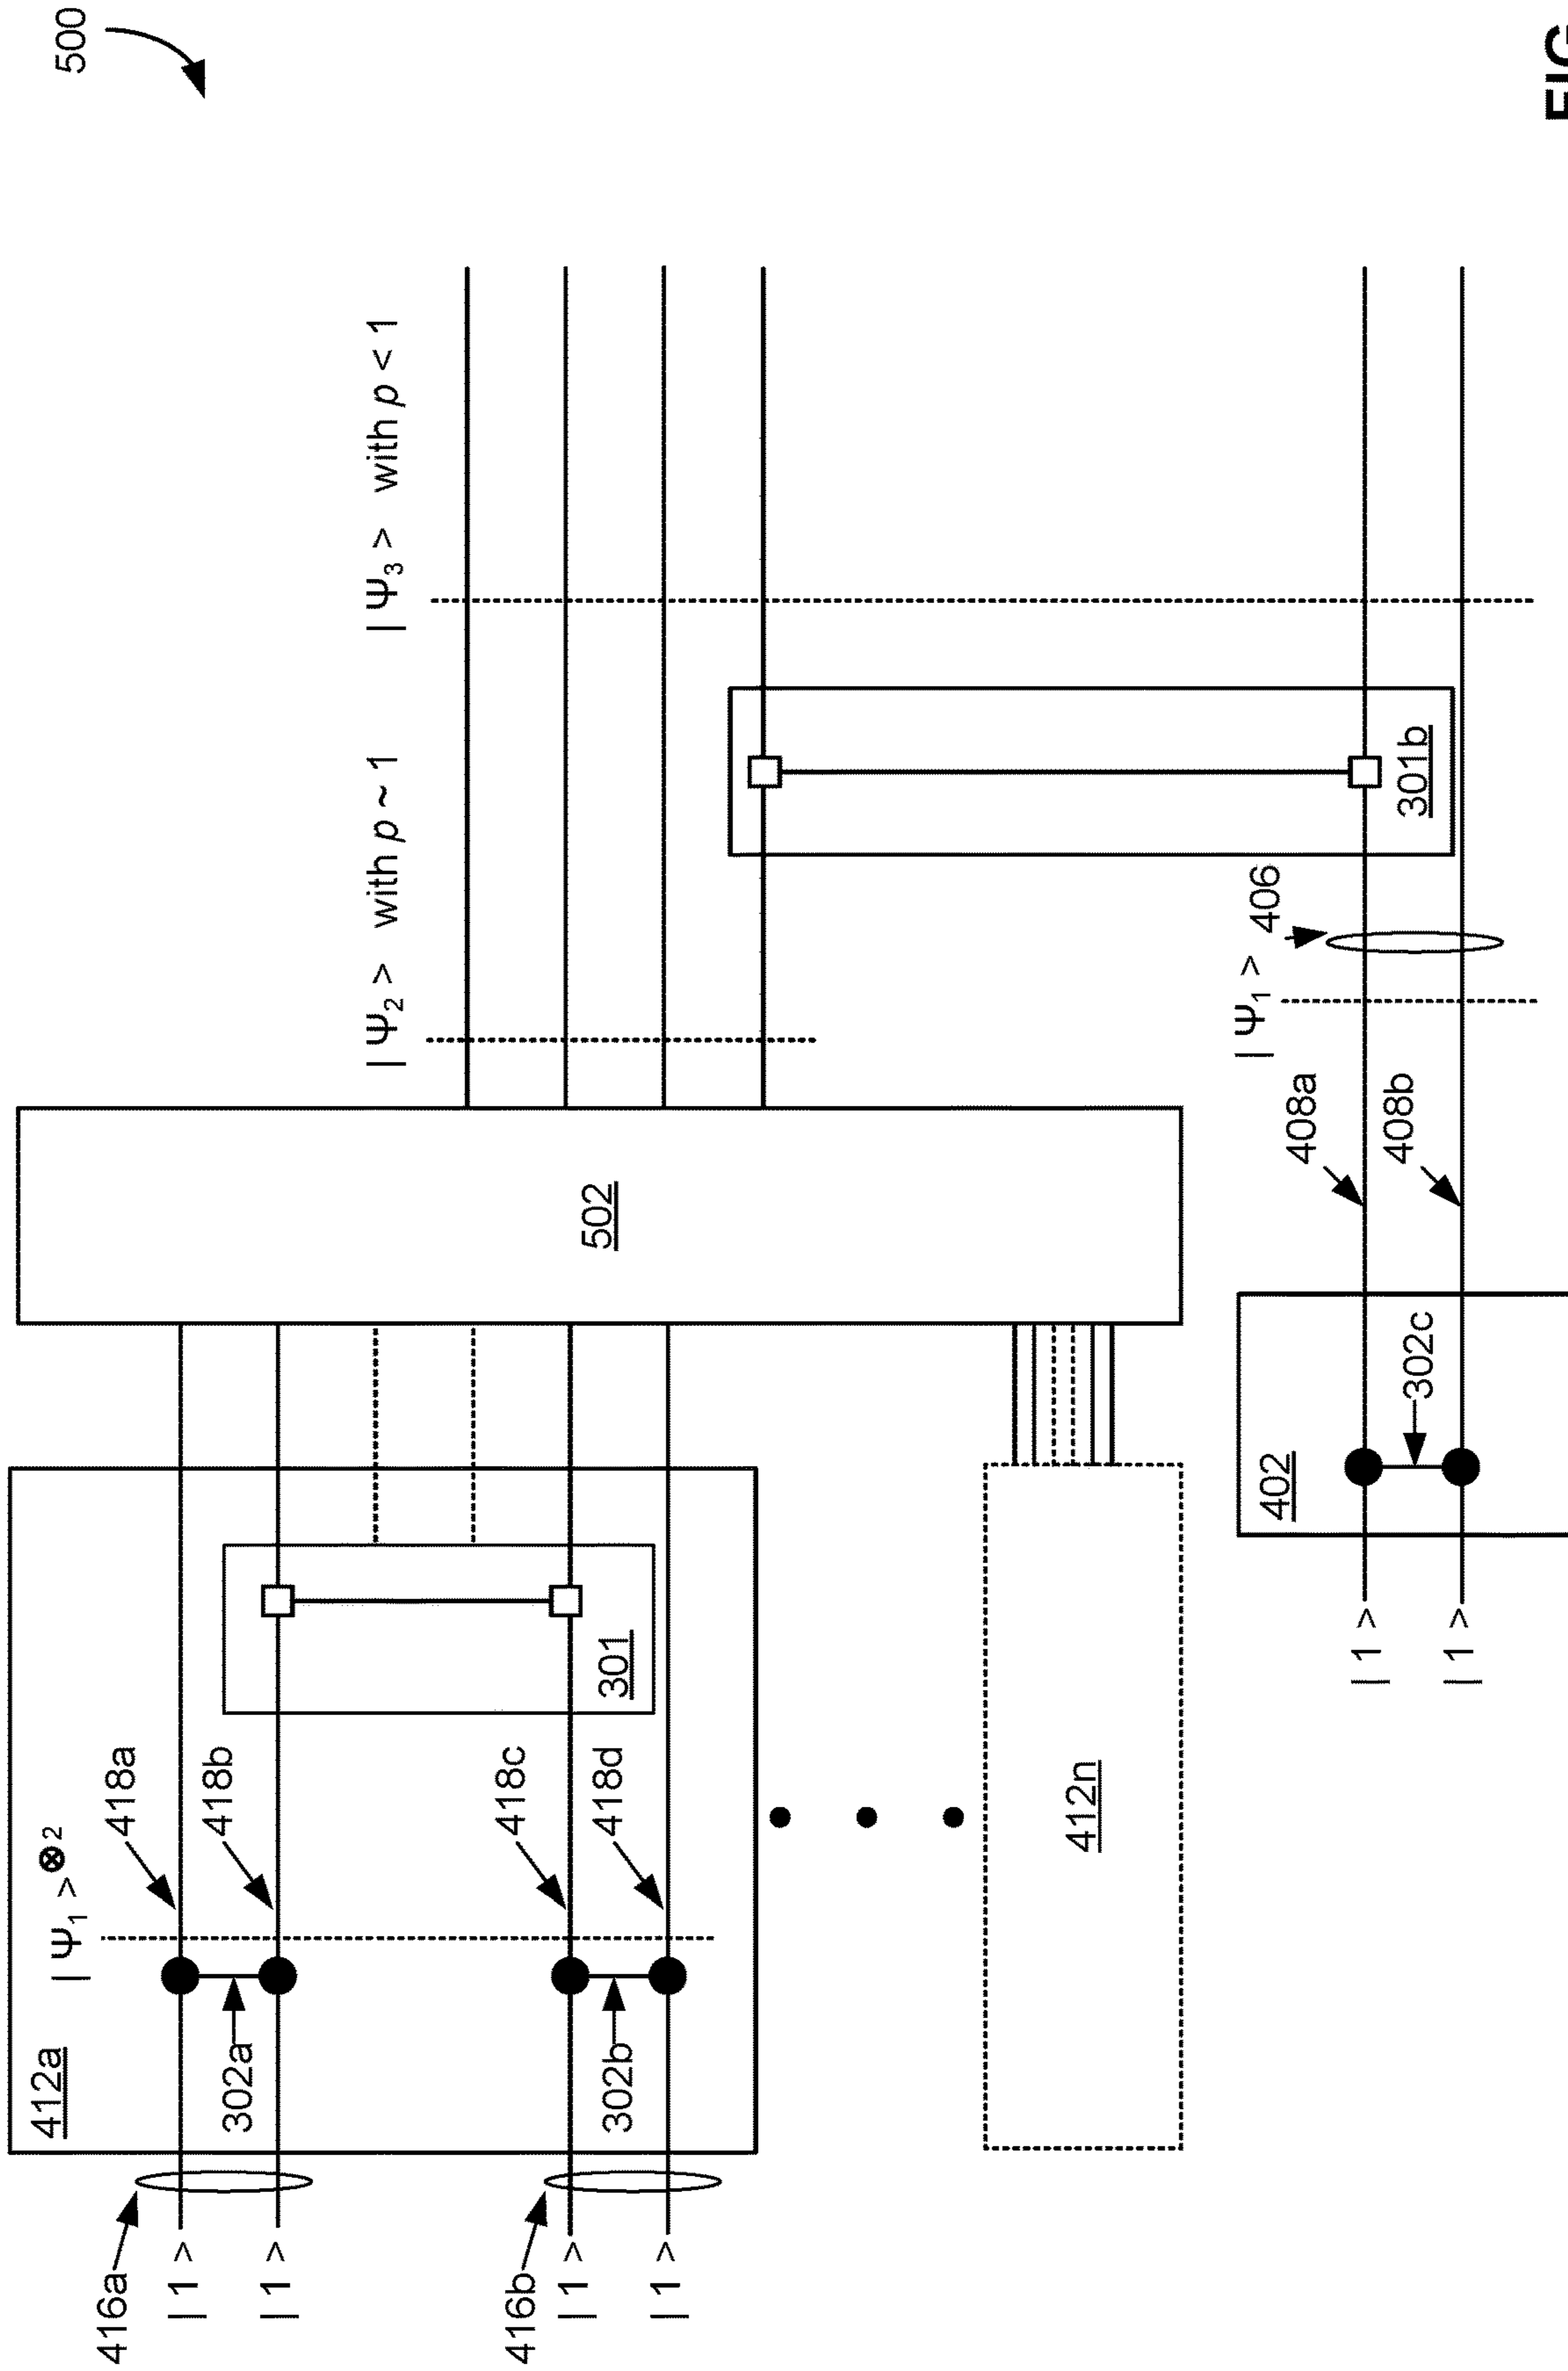 500
412a
| Ψ1 > ⊗2
416a
| 1 >
| 1 >
302a
418a
418b
416b
| 1 >
| 1 >
302b
418c
418d
301
412n
502
| Ψ2 > with p ~ 1
| Ψ3 > with p < 1
402
| 1 >
| 1 >
302c
408a
408b
| Ψ1 >
406
301b
FIG